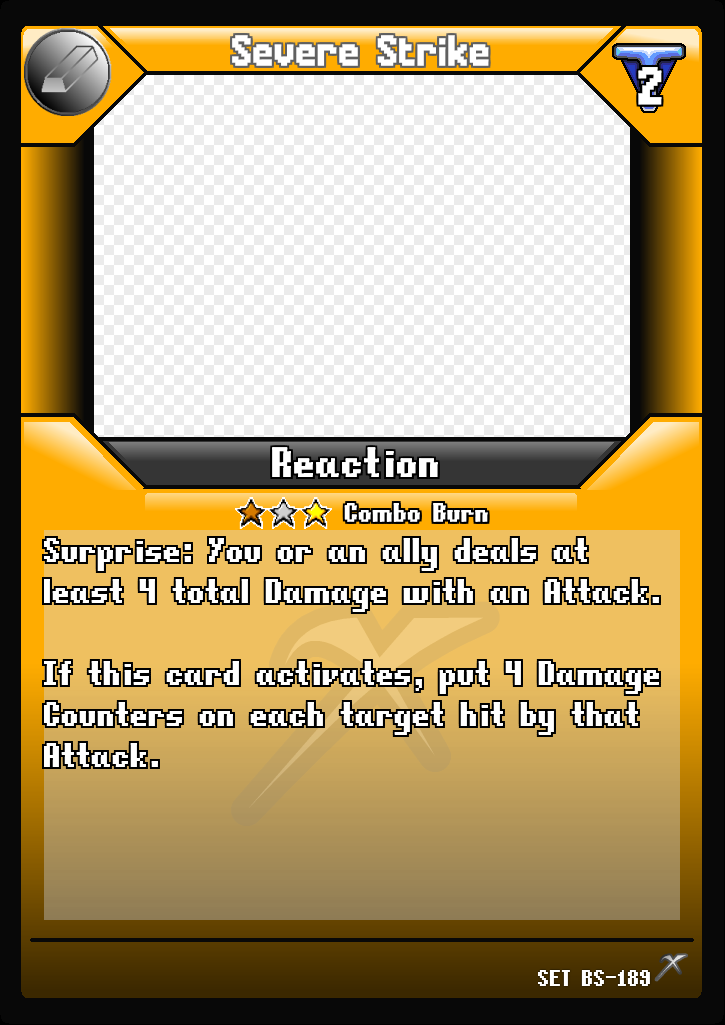 Severe Strike
2
Reaction
Combo Burn
Surprise: You or an ally deals at
least 4 total Damage with an Attack.
If this card activates, put 4 Damage
Counters on each target hit by that
Attack.
SET BS-189